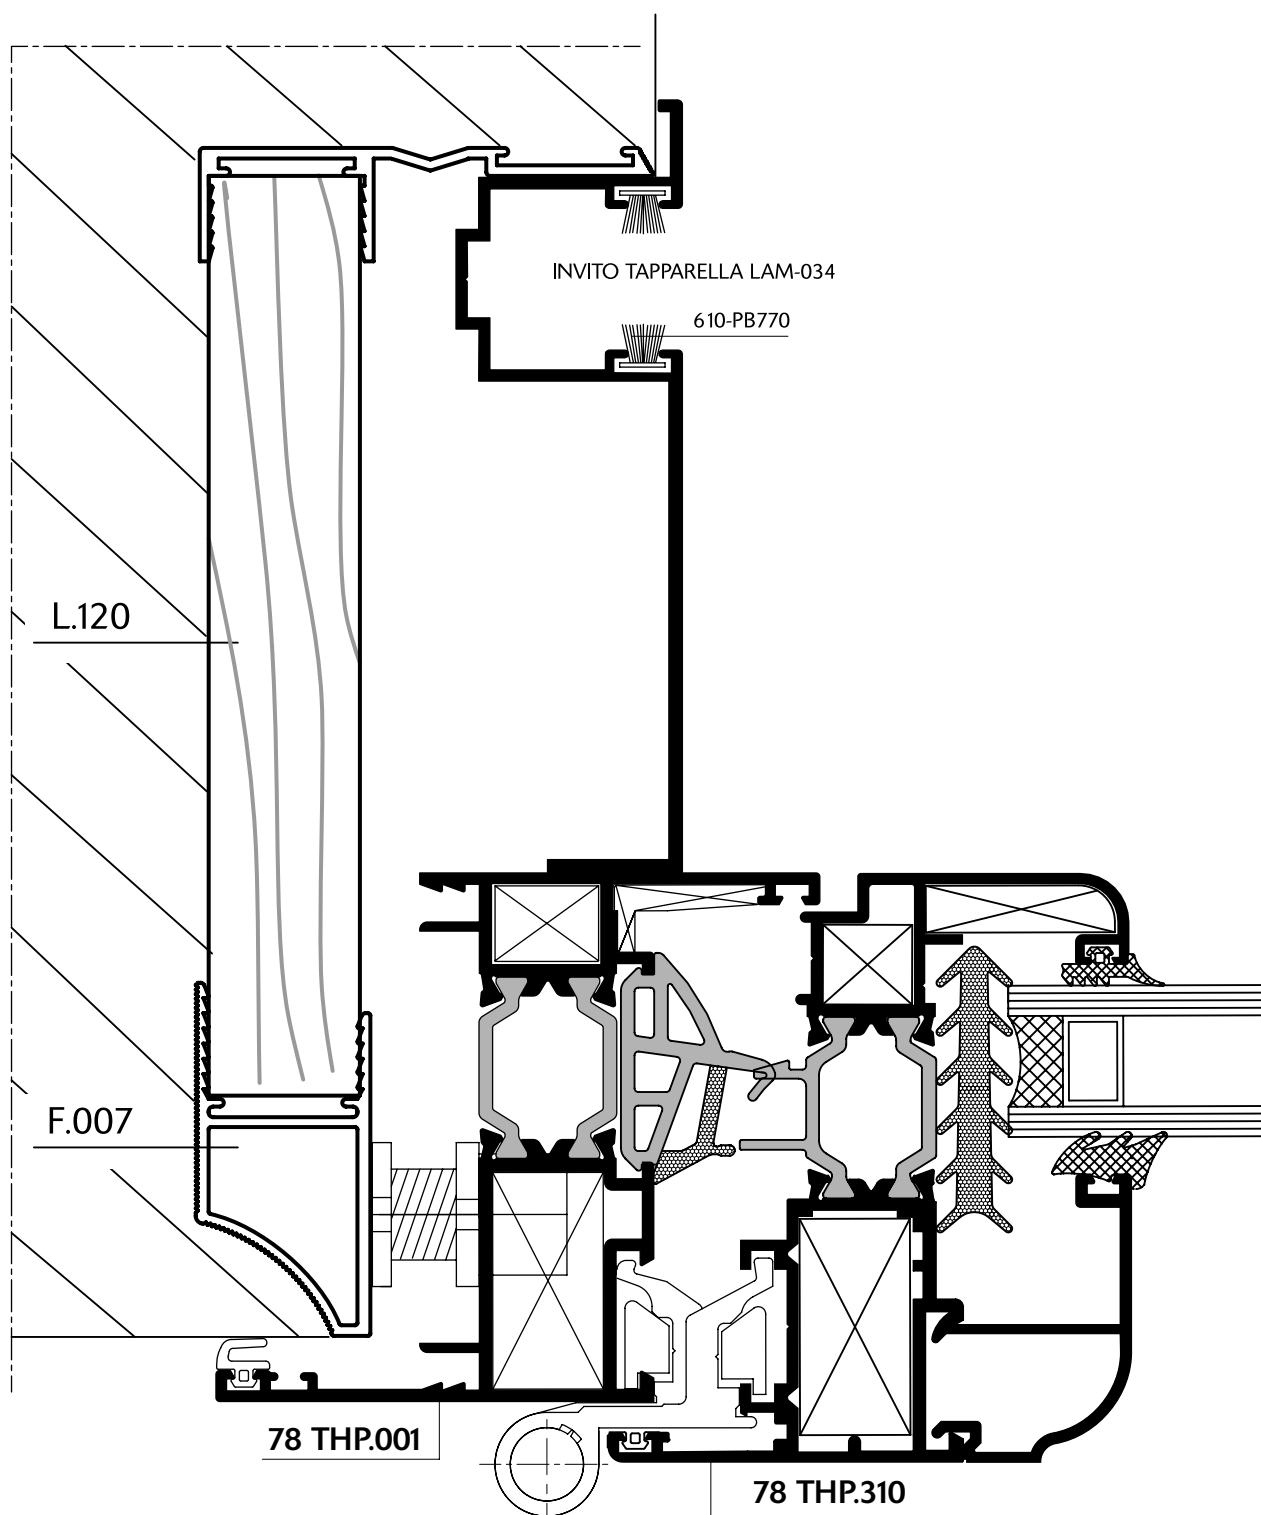 INVITO TAPPARELLA LAM-034
610-PB770
L.120
F.007
78 THP.001
78 THP.310